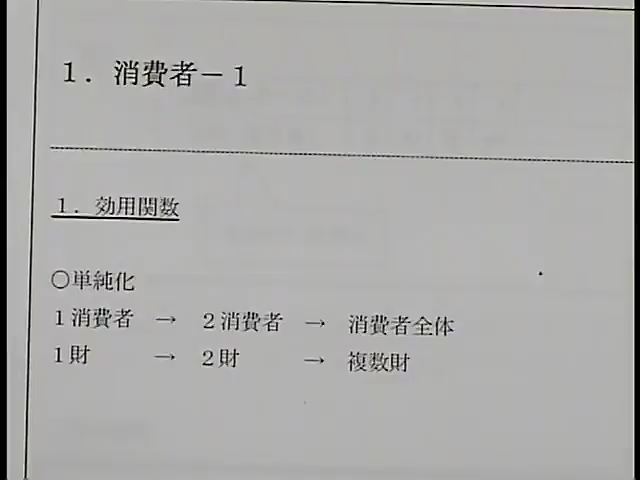 １．消費者－１
１．効用関数
○単純化
１消費者 → ２消費者 → 消費者全体
１財 → ２財 → 複数財